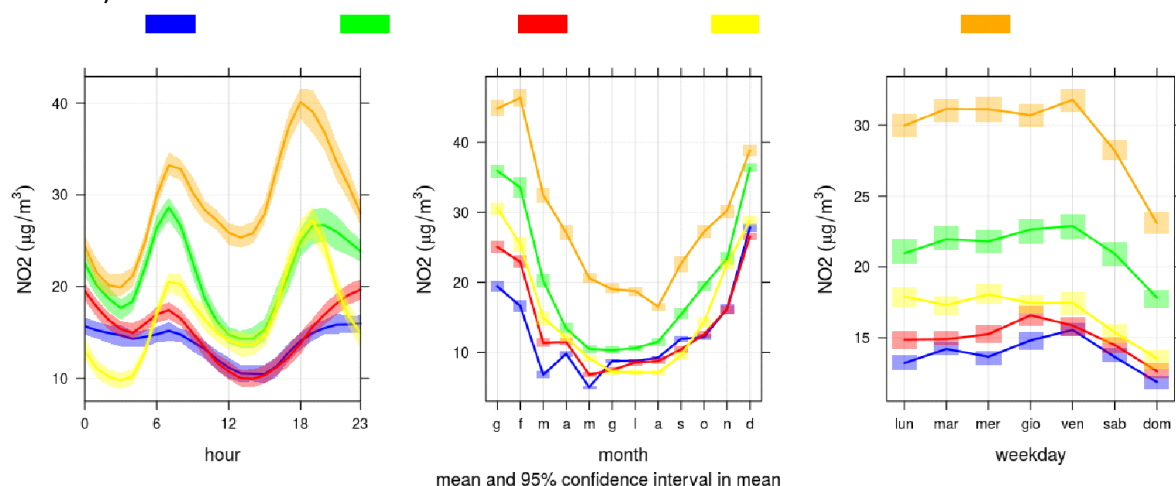 NO2 (μg/m³)
40
30
20
10
0
6
12
18
23
hour
NO2 (μg/m³)
40
30
20
10
g
f
m
a
m
g
l
a
s
o
n
d
month
mean and 95% confidence interval in mean
NO2 (μg/m³)
30
25
20
15
lun
mar
mer
gio
ven
sab
dom
weekday